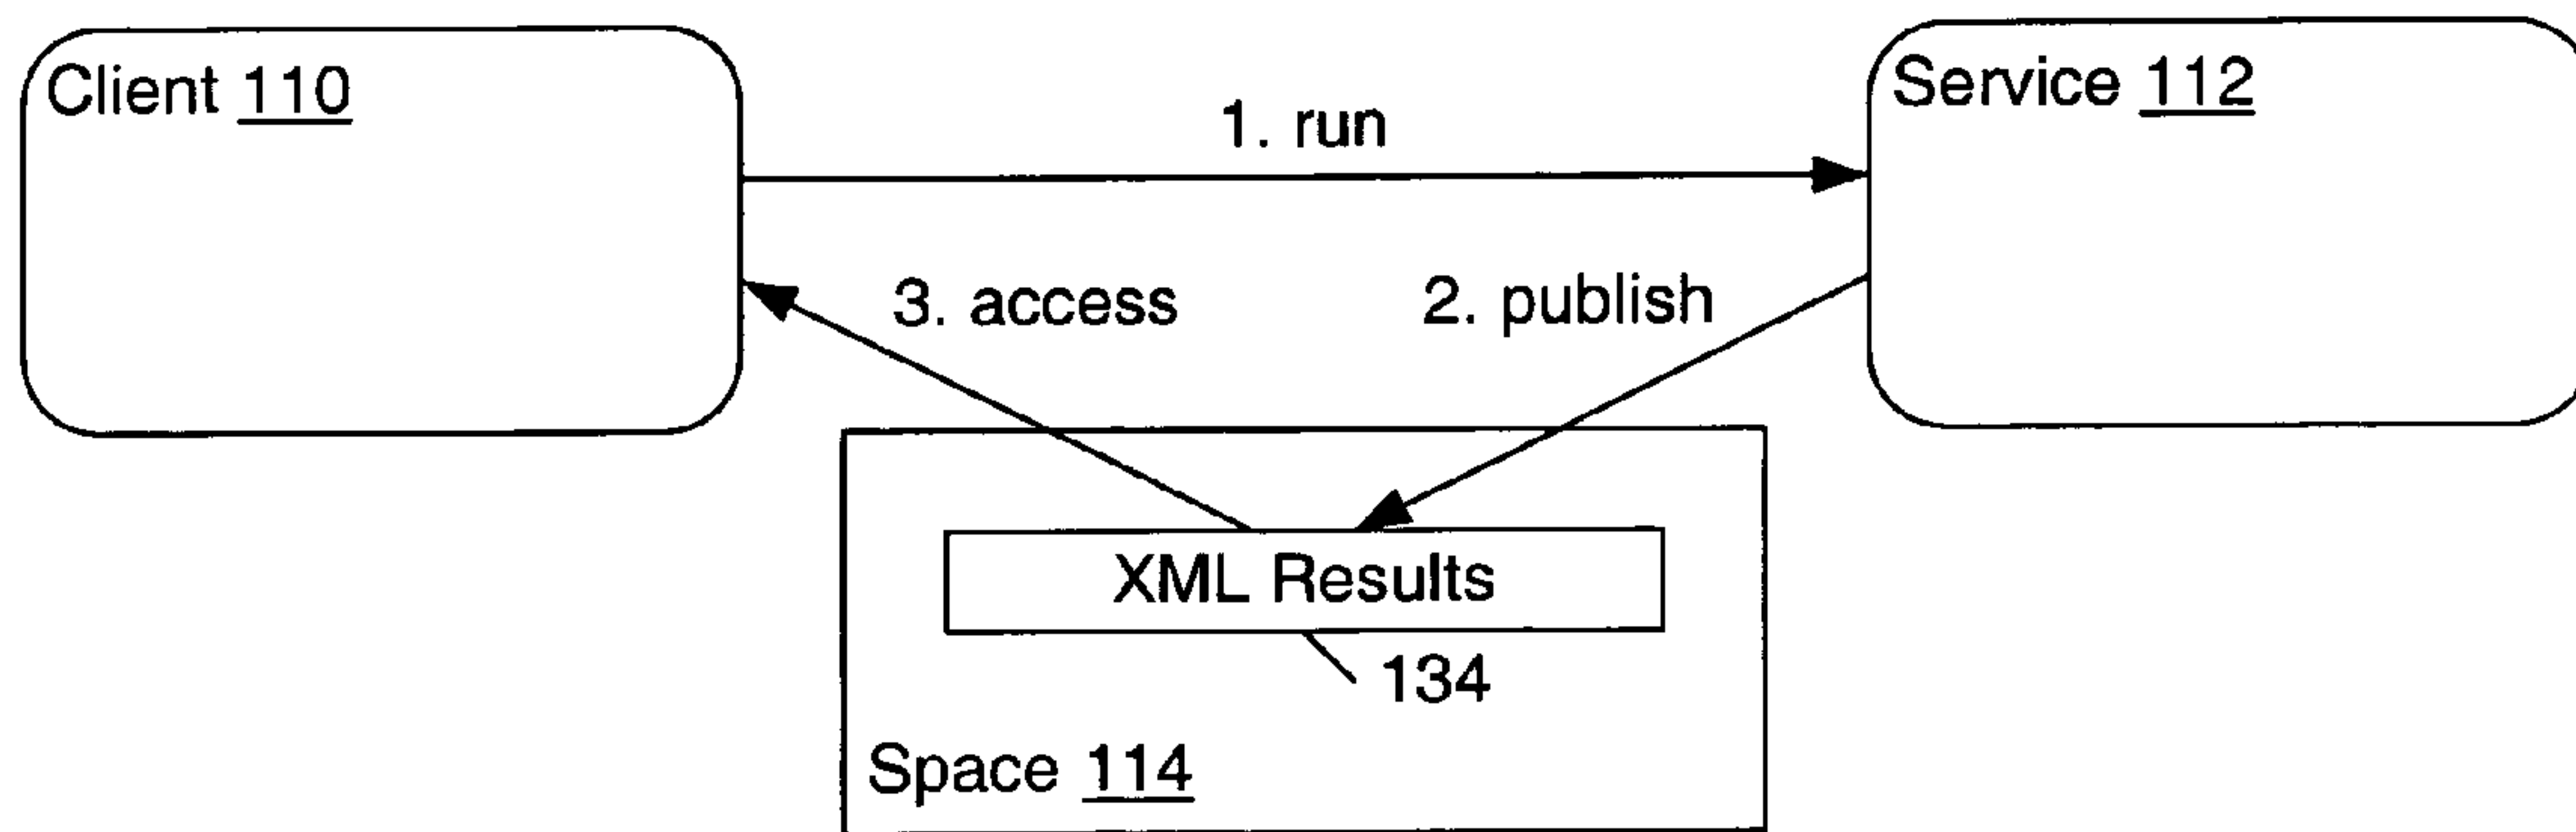 Client 110
Service 112
1. run
3. access
2. publish
XML Results
134
Space 114